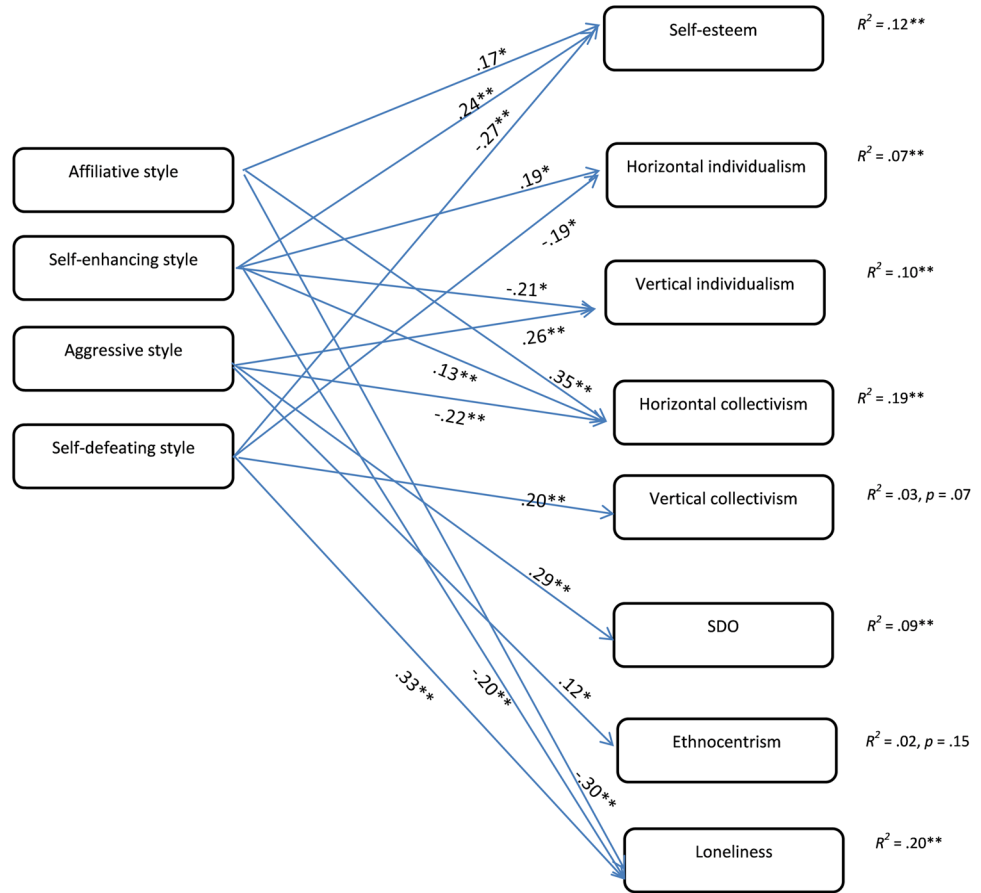 Self-esteem
R² = .12**
.17*
.24**
-.27**
Affiliative style
Horizontal individualism
R² = .07**
.19*
-.19*
Self-enhancing style
Vertical individualism
R² = .10**
-.21*
.26**
Aggressive style
.13**
.35**
-.22**
Horizontal collectivism
R² = .19**
Self-defeating style
.20**
Vertical collectivism
R² = .03, p = .07
.29**
SDO
R² = .09**
.33**
-.20**
.12*
Ethnocentrism
R² = .02, p = .15
-.30**
Loneliness
R² = .20**